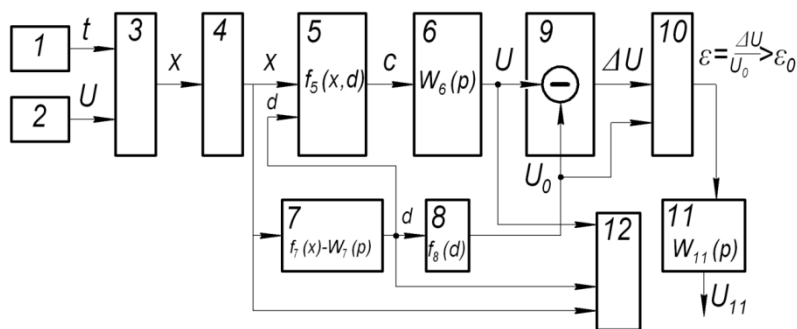 1 t 3 4 5 6 9 10
2 U x x f₅(x,d) c W₆(p) U − ΔU ε=ΔU/U₀>ε₀
d
U₀
7 d 8 12 11
f₇(x)-W₇(p) f₈(d) W₁₁(p)
U₁₁